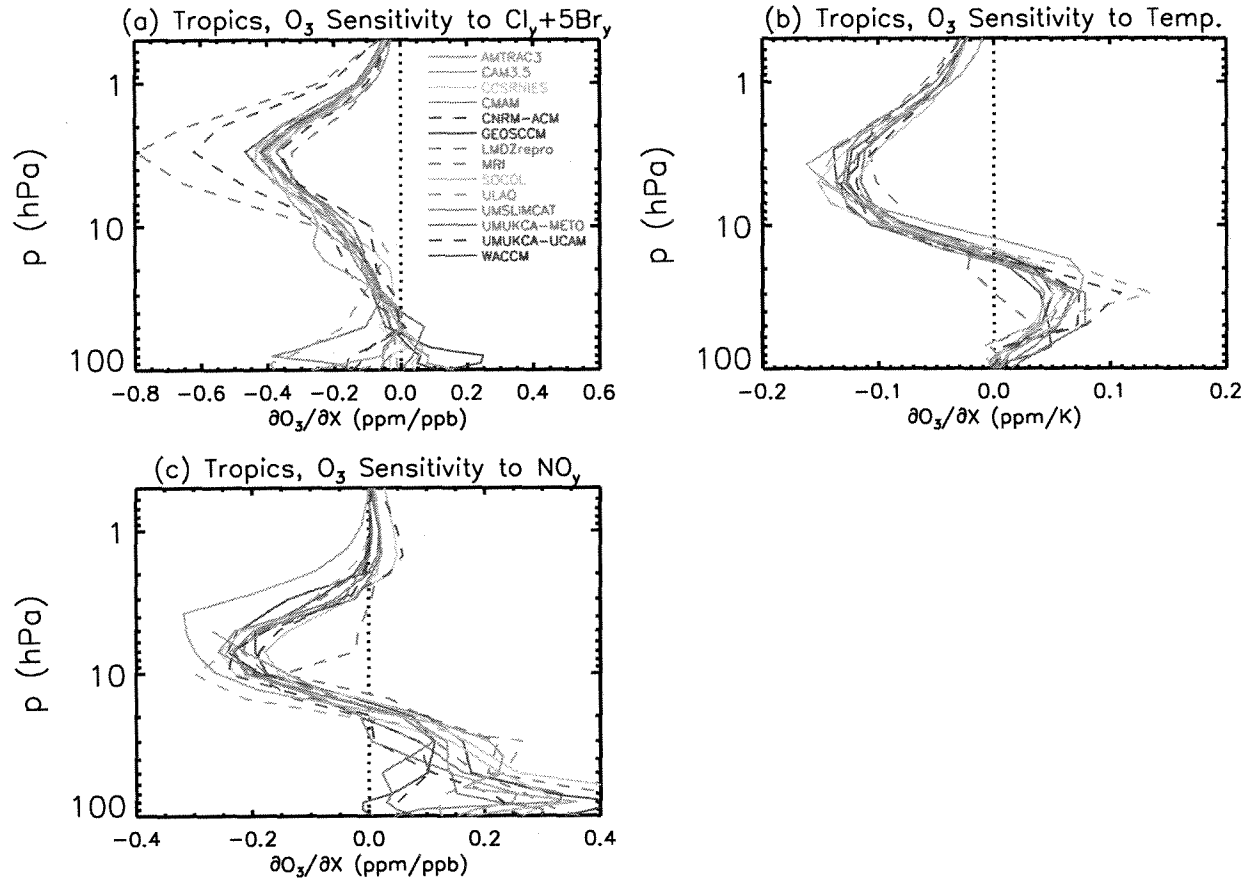 (a) Tropics, O3 Sensitivity to Cly+5Bry
AMTRAC3
CAM3.5
CCSRNIES
CMAM
CNRM-ACM
GEOSCCM
LMDZrepro
MRI
SOCOL
ULAQ
UMSLIMCAT
UMUKCA-METO
UMUKCA-UCAM
WACCM
p (hPa)
1
10
100
-0.8 -0.6 -0.4 -0.2 0.0 0.2 0.4 0.6
∂O3/∂X (ppm/ppb)
(b) Tropics, O3 Sensitivity to Temp.
p (hPa)
1
10
100
-0.2 -0.1 0.0 0.1 0.2
∂O3/∂X (ppm/K)
(c) Tropics, O3 Sensitivity to NOy
p (hPa)
1
10
100
-0.4 -0.2 0.0 0.2 0.4
∂O3/∂X (ppm/ppb)